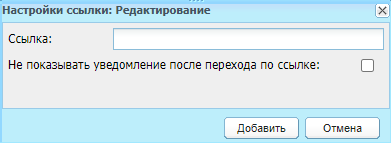 Настройки ссылки: Редактирование
Ссылка:
Не показывать уведомление после перехода по ссылке:
Добавить Отмена